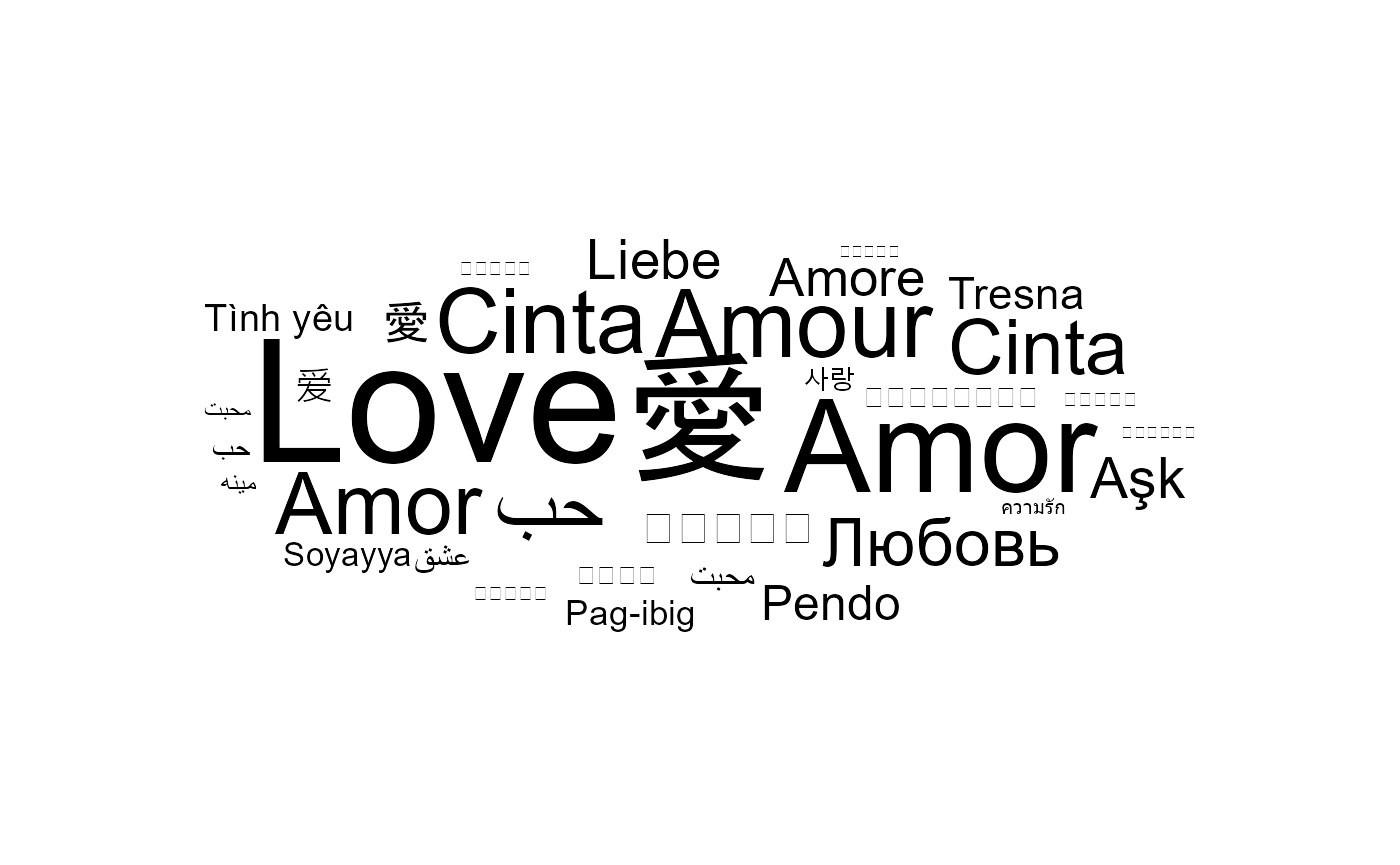 Liebe
Amore
Tresna
Tình yêu
愛
Cinta
Amour
Cinta
爱
Love
愛
사랑
محبت
حب
مينه
Amor
Aşk
Amor
حب
ความรัก
Любовь
Soyayya
عشق
محبت
Pag-ibig
Pendo